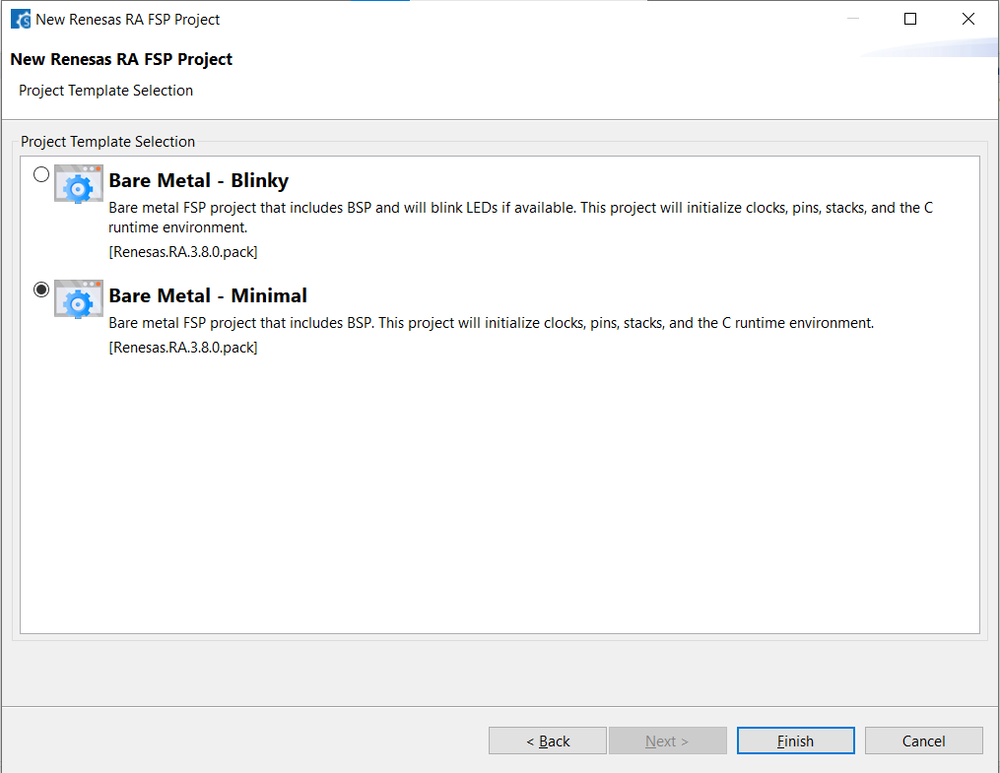 New Renesas RA FSP Project
New Renesas RA FSP Project
Project Template Selection
Project Template Selection
Bare Metal - Blinky
Bare metal FSP project that includes BSP and will blink LEDs if available. This project will initialize clocks, pins, stacks, and the C
runtime environment.
[Renesas.RA.3.8.0.pack]
Bare Metal - Minimal
Bare metal FSP project that includes BSP. This project will initialize clocks, pins, stacks, and the C runtime environment.
[Renesas.RA.3.8.0.pack]
< Back
Next >
Finish
Cancel